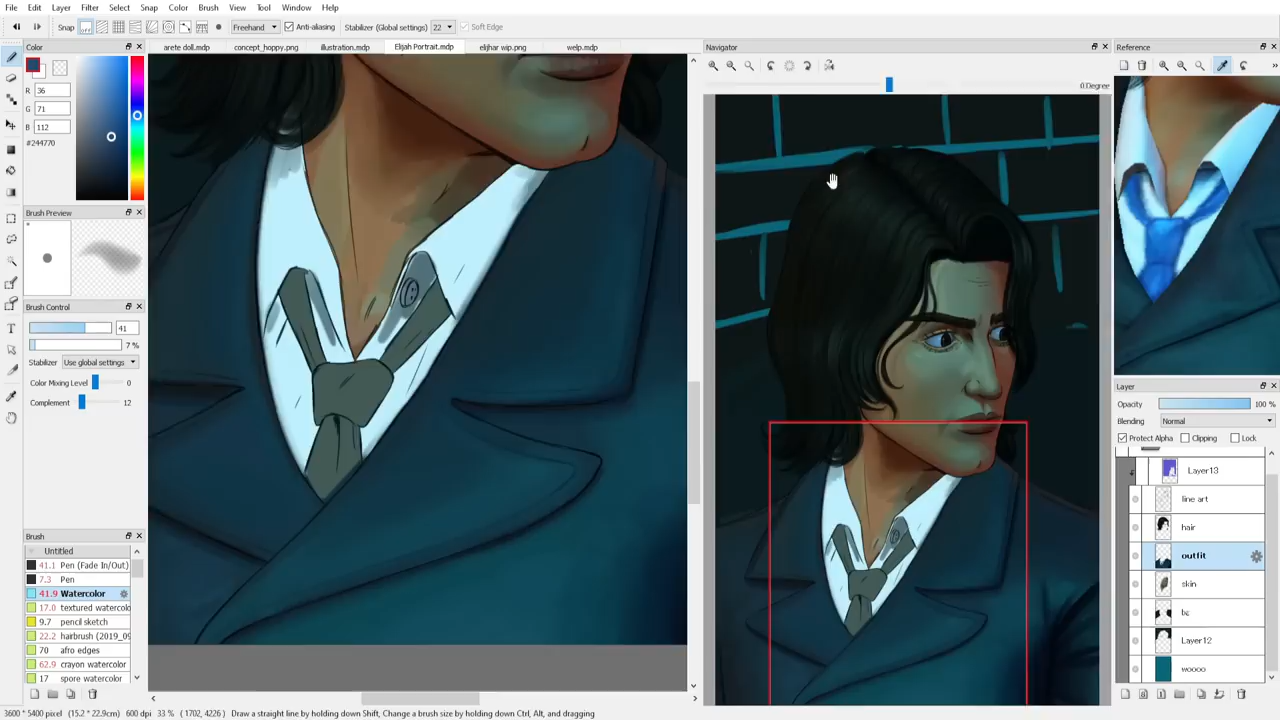 File Edit Layer Filter Select Snap Color Brush View Tool Window Help
Snap off Freehand Anti-aliasing Stabilizer (Global settings) 22 Soft Edge
arete doll.mdp concept_hoppy.png illustration.mdp Elijah Portrait.mdp elijhar wip.png welp.mdp
Color
R 36
G 71
B 112
#244770
Brush Preview
Brush Control
41
7 %
Stabilizer Use global settings
Color Mixing Level 0
Complement 12
Brush
Untitled
41.1 Pen (Fade In/Out)
7.3 Pen
41.9 Watercolor
17.0 textured watercolo
9.7 pencil sketch
22.2 hairbrush (2019_09
70 afro edges
62.9 crayon watercolor
17 spore watercolor
Navigator
0.Degree
Reference
Layer
Opacity 100 %
Blending Normal
Protect Alpha Clipping Lock
Layer13
line art
hair
outfit
skin
bg
Layer12
woooo
3600 * 5400 pixel (15.2 * 22.9cm) 600 dpi 33 % ( 1702, 4226 ) Draw a straight line by holding down Shift, Change a brush size by holding down Ctrl, Alt, and dragging